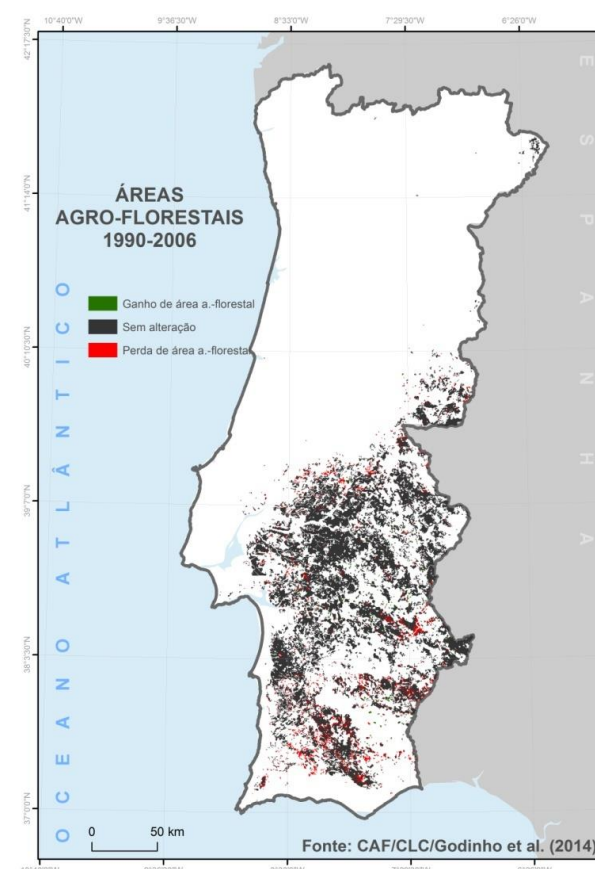 10°40'0"W 9°36'30"W 8°33'0"W 7°29'30"W 6°26'0"W
42°17'30"N
41°14'0"N
40°10'30"N
39°7'0"N
38°3'30"N
37°0'0"N
ÁREAS
AGRO-FLORESTAIS
1990-2006
Ganho de área a.-florestal
Sem alteração
Perda de área a.-florestal
OCEANO ATLÂNTICO
ESPANHA
0 50 km
Fonte: CAF/CLC/Godinho et al. (2014)